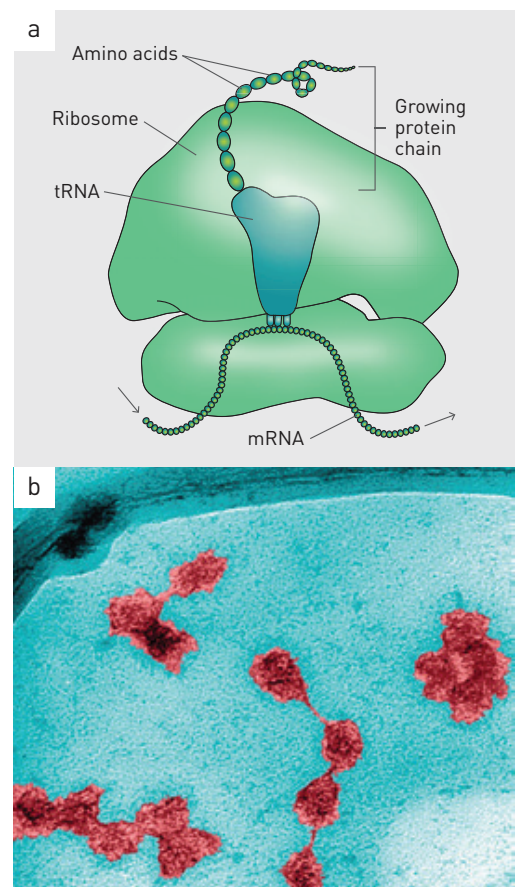 a
Amino acids
Ribosome
Growing
protein
chain
tRNA
mRNA
b